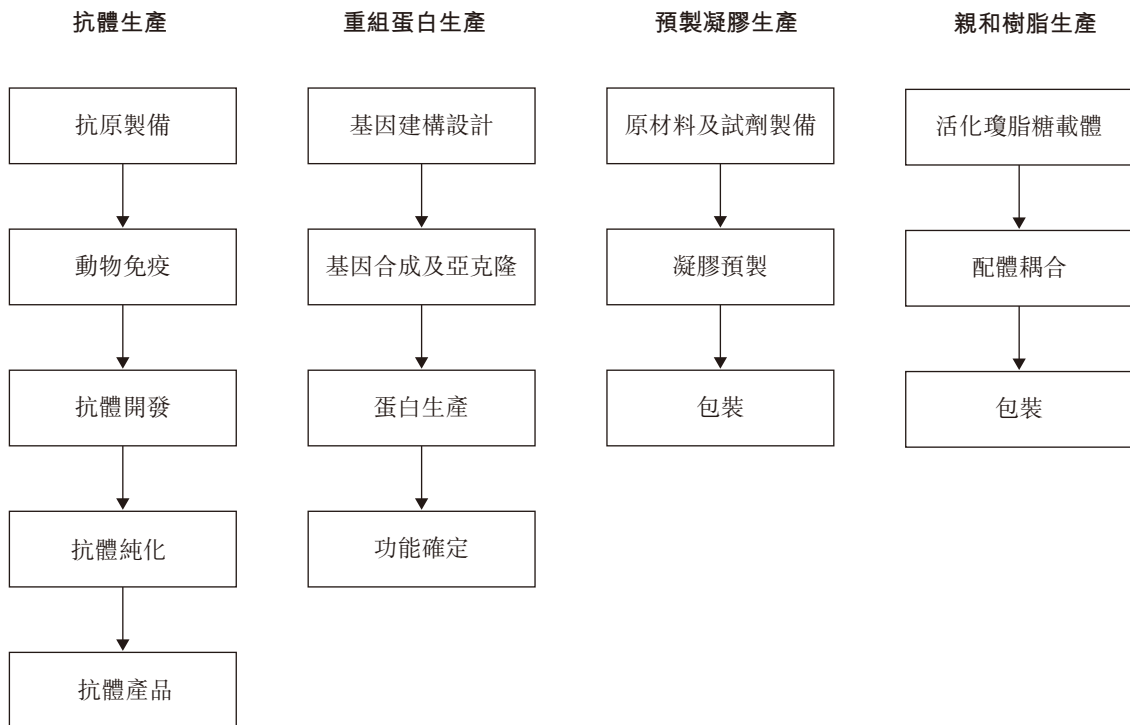 抗體生產
抗原製備
動物免疫
抗體開發
抗體純化
抗體產品
重組蛋白生產
基因建構設計
基因合成及亞克隆
蛋白生產
功能確定
預製凝膠生產
原材料及試劑製備
凝膠預製
包裝
親和樹脂生產
活化瓊脂糖載體
配體耦合
包裝